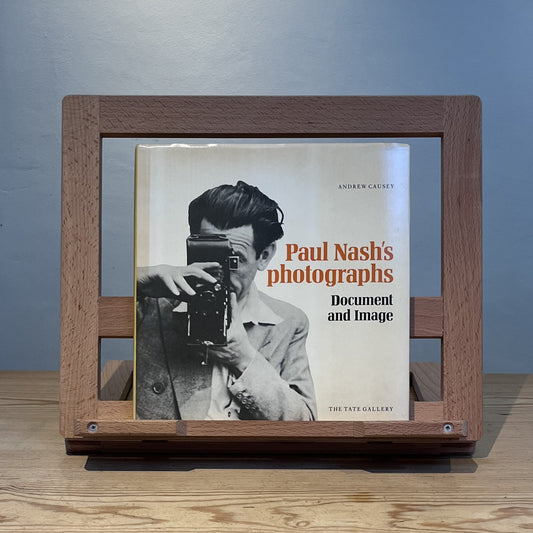 ANDREW CAUSEY
Paul Nash's
photographs
Document
and Image
THE TATE GALLERY